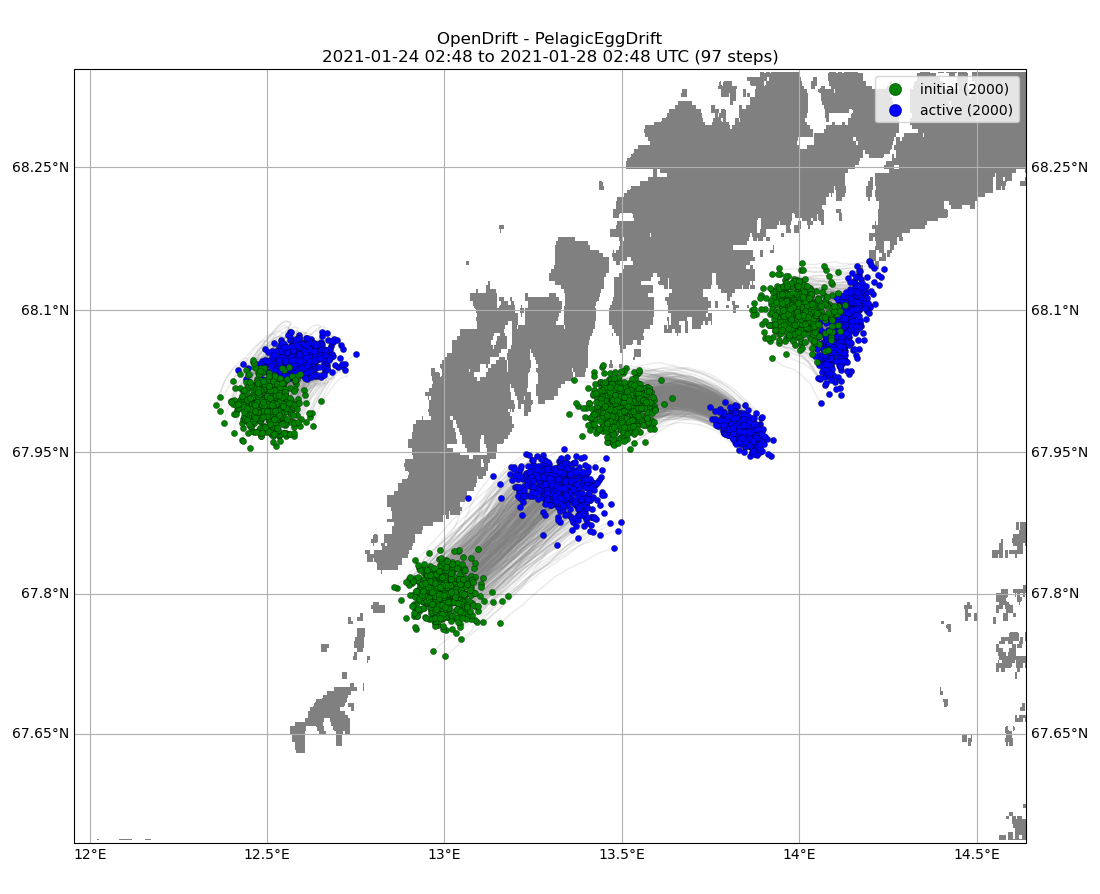 OpenDrift - PelagicEggDrift
2021-01-24 02:48 to 2021-01-28 02:48 UTC (97 steps)
initial (2000)
active (2000)
68.25°N
68.25°N
68.1°N
68.1°N
67.95°N
67.95°N
67.8°N
67.8°N
67.65°N
67.65°N
12°E
12.5°E
13°E
13.5°E
14°E
14.5°E